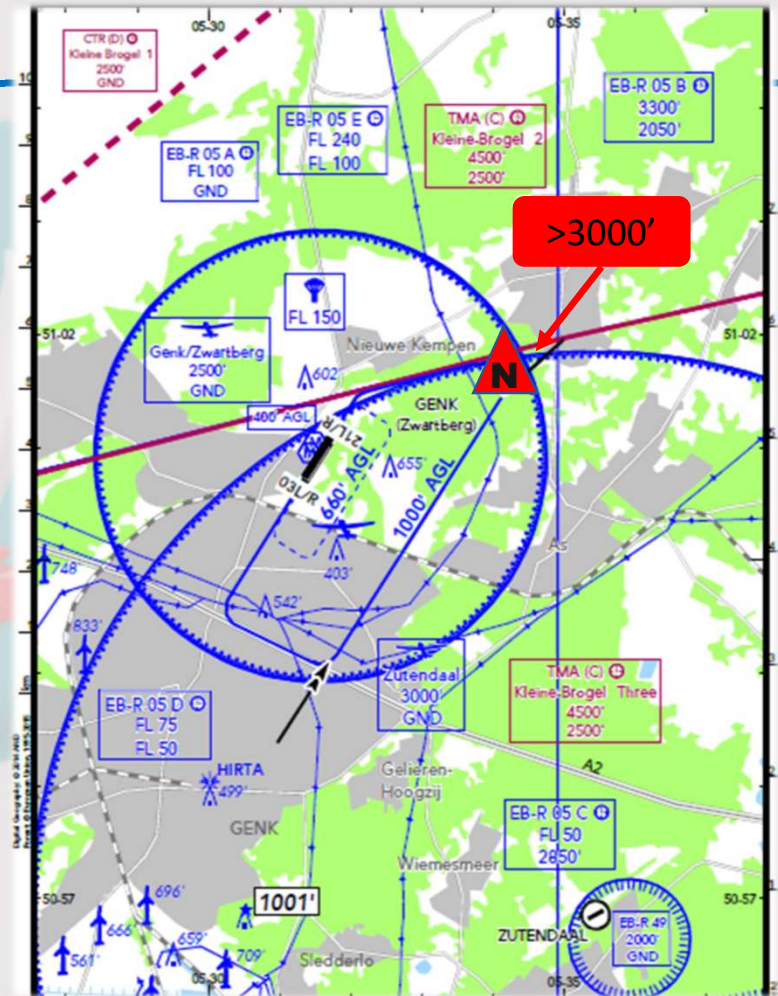 05-30
05-35
CTR (D)
Kleine Brogel 1
2500'
GND
EB-R 05 E
FL 240
FL 100
TMA (C)
Kleine-Brogel 2
4500'
2500'
EB-R 05 B
3300'
2050'
EB-R 05 A
FL 100
GND
>3000'
FL 150
51-02
51-02
Nieuwe Kempen
Genk/Zwartberg
2500'
GND
602'
N
GENK
(Zwartberg)
400' AGL
21L/R
655'
03L/R
660' AGL
1000' AGL
As
403'
748'
542'
833'
Zutendaal
3000'
GND
TMA (C)
Kleine-Brogel Three
4500'
2500'
EB-R 05 D
FL 75
FL 50
A2
HIRTA
499'
Gelieren-
Hoogzij
EB-R 05 C
FL 50
2850'
GENK
Wiemesmeer
50-57
696'
1001'
50-57
666'
659'
ZUTENDAAL
EB-R 49
2000'
GND
561'
709'
Sledderlo
05-30
05-35